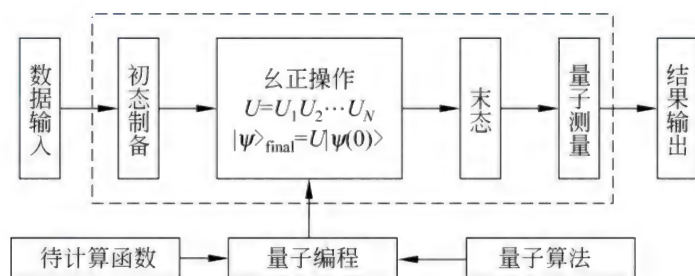 数据输入
初态制备
幺正操作
U=U₁U₂⋯U_N
|ψ>_final=U|ψ(0)>
末态
量子测量
结果输出
待计算函数
量子编程
量子算法